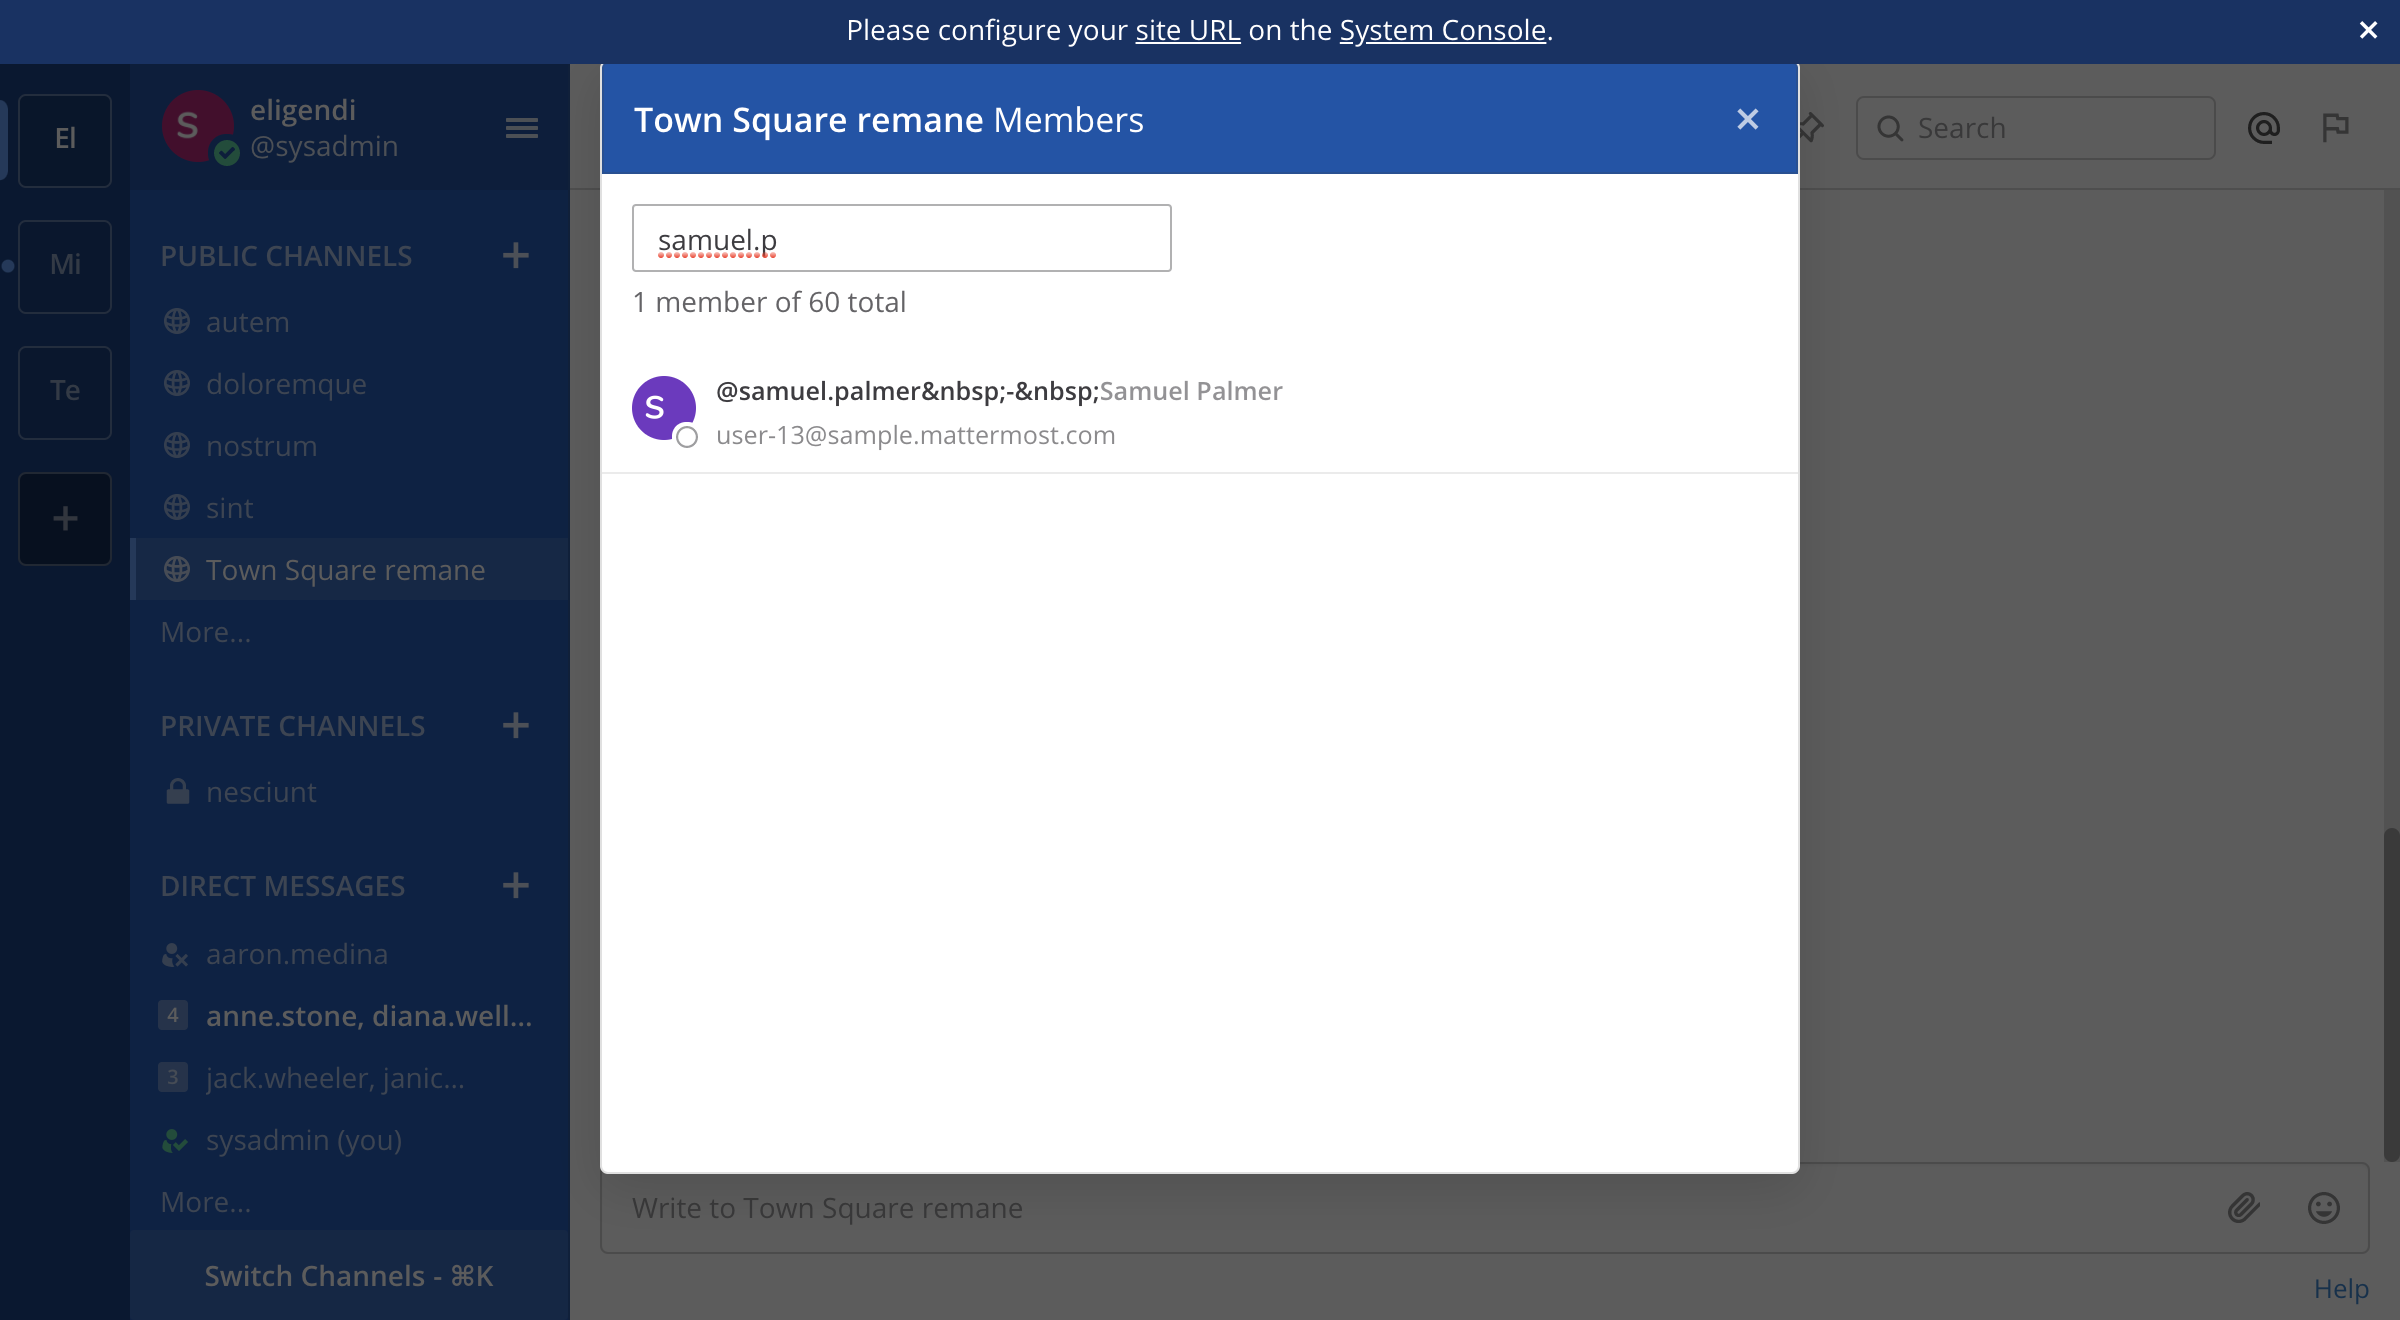 Please configure your site URL on the System Console.
El
Mi
Te
S
eligendi
@sysadmin
PUBLIC CHANNELS
autem
doloremque
nostrum
sint
Town Square remane
More...
PRIVATE CHANNELS
nesciunt
DIRECT MESSAGES
aaron.medina
4 anne.stone, diana.well...
3 jack.wheeler, janic...
sysadmin (you)
More...
Switch Channels - ⌘K
Town Square remane Members
samuel.p
1 member of 60 total
S
@samuel.palmer&nbsp;-&nbsp;Samuel Palmer
user-13@sample.mattermost.com
Search
Write to Town Square remane
Help